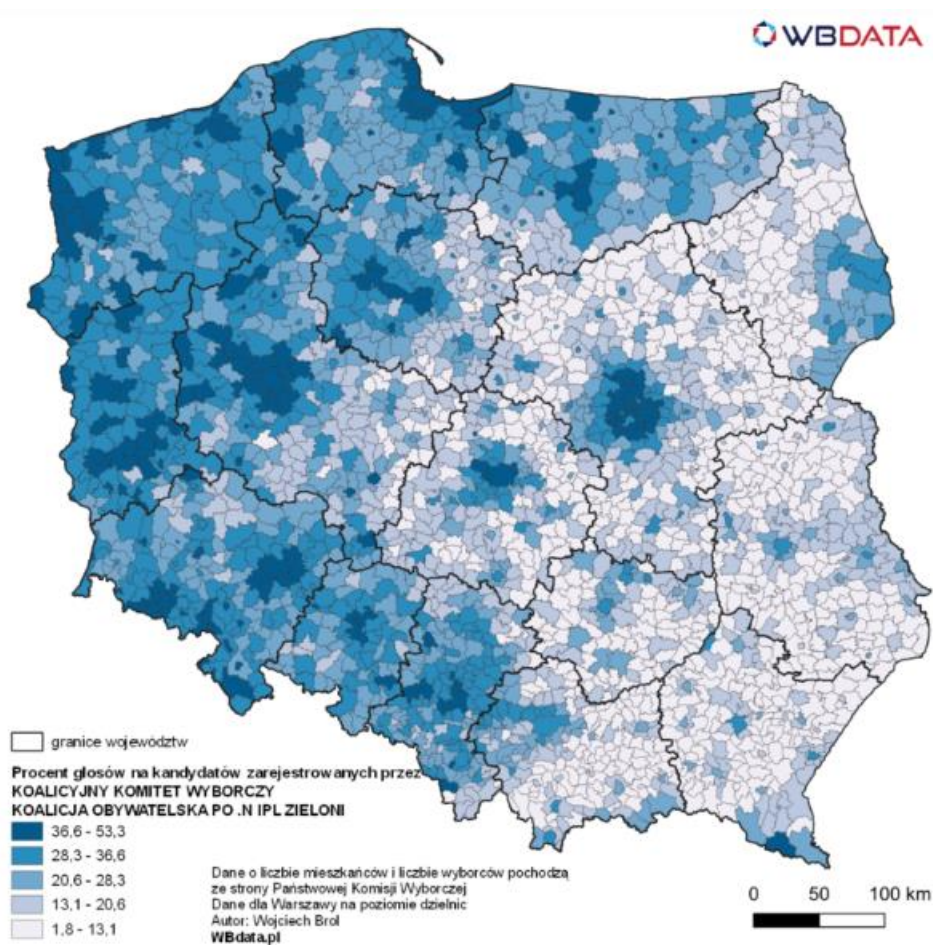 WBDATA
granice województw
Procent głosów na kandydatów zarejestrowanych przez
KOALICYJNY KOMITET WYBORCZY
KOALICJA OBYWATELSKA PO .N IPL ZIELONI
36,6 - 53,3
28,3 - 36,6
20,6 - 28,3
13,1 - 20,6
1,8 - 13,1
Dane o liczbie mieszkańców i liczbie wyborców pochodzą
ze strony Państwowej Komisji Wyborczej
Dane dla Warszawy na poziomie dzielnic
Autor: Wojciech Brol
WBdata.pl
0 50 100 km